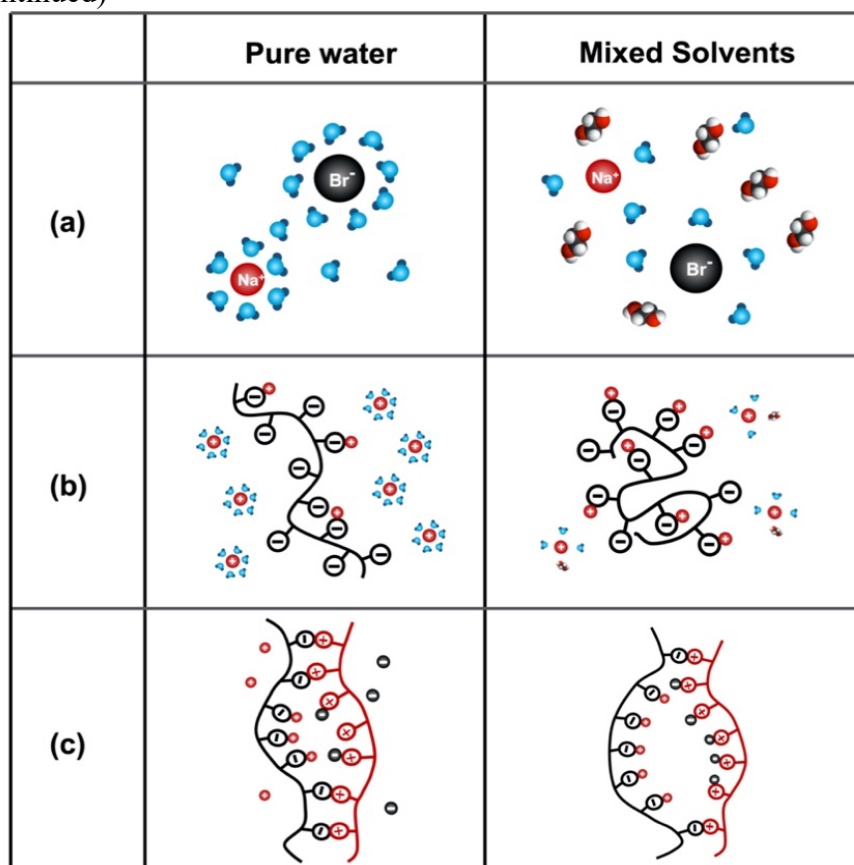 ntinued)
Pure water
Mixed Solvents
(a)
Br⁻
Na⁺
Na⁺
Br⁻
(b)
(c)